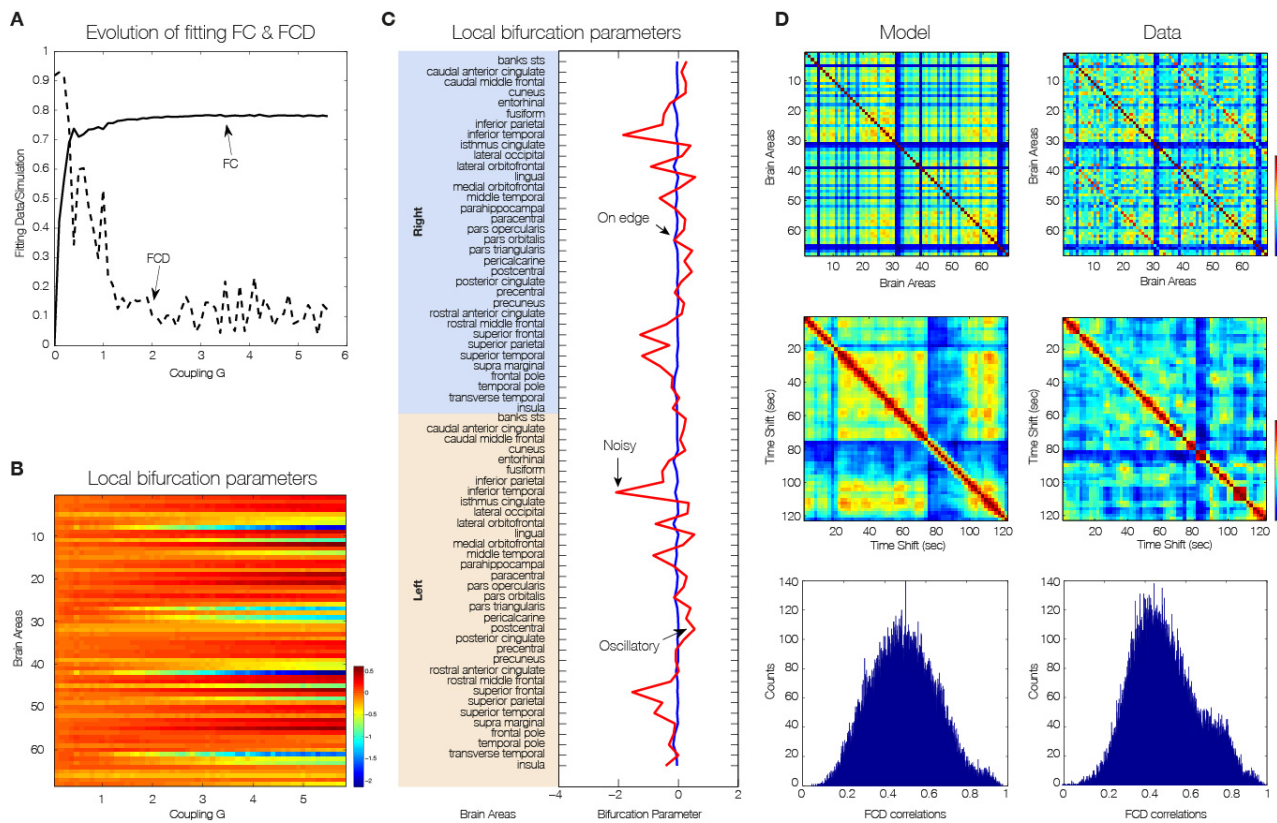 A
Evolution of fitting FC & FCD
Fitting Data/Simulation
1
0.9
0.8
0.7
0.6
0.5
0.4
0.3
0.2
0.1
0
FC
FCD
0 1 2 3 4 5 6
Coupling G
B
Local bifurcation parameters
Brain Areas
10
20
30
40
50
60
1 2 3 4 5
Coupling G
0.5
0
−0.5
−1
−1.5
−2
C
Local bifurcation parameters
Right
banks sts
caudal anterior cingulate
caudal middle frontal
cuneus
entorhinal
fusiform
inferior parietal
inferior temporal
isthmus cingulate
lateral occipital
lateral orbitofrontal
lingual
medial orbitofrontal
middle temporal
parahippocampal
paracentral
pars opercularis
pars orbitalis
pars triangularis
pericalcarine
postcentral
posterior cingulate
precentral
precuneus
rostral anterior cingulate
rostral middle frontal
superior frontal
superior parietal
superior temporal
supra marginal
frontal pole
temporal pole
transverse temporal
insula
Left
banks sts
caudal anterior cingulate
caudal middle frontal
cuneus
entorhinal
fusiform
inferior parietal
inferior temporal
isthmus cingulate
lateral occipital
lateral orbitofrontal
lingual
medial orbitofrontal
middle temporal
parahippocampal
paracentral
pars opercularis
pars orbitalis
pars triangularis
pericalcarine
postcentral
posterior cingulate
precentral
precuneus
rostral anterior cingulate
rostral middle frontal
superior frontal
superior parietal
superior temporal
supra marginal
frontal pole
temporal pole
transverse temporal
insula
On edge
Noisy
Oscillatory
−4 −2 0 2
Brain Areas
Bifurcation Parameter
D
Model
Data
Brain Areas
10
20
30
40
50
60
10 20 30 40 50 60
Brain Areas
Brain Areas
10
20
30
40
50
60
10 20 30 40 50 60
Brain Areas
Time Shift (sec)
20
40
60
80
100
120
20 40 60 80 100 120
Time Shift (sec)
Time Shift (sec)
20
40
60
80
100
120
20 40 60 80 100 120
Time Shift (sec)
Counts
140
120
100
80
60
40
20
0
0 0.2 0.4 0.6 0.8 1
FCD correlations
Counts
140
120
100
80
60
40
20
0
0 0.2 0.4 0.6 0.8 1
FCD correlations